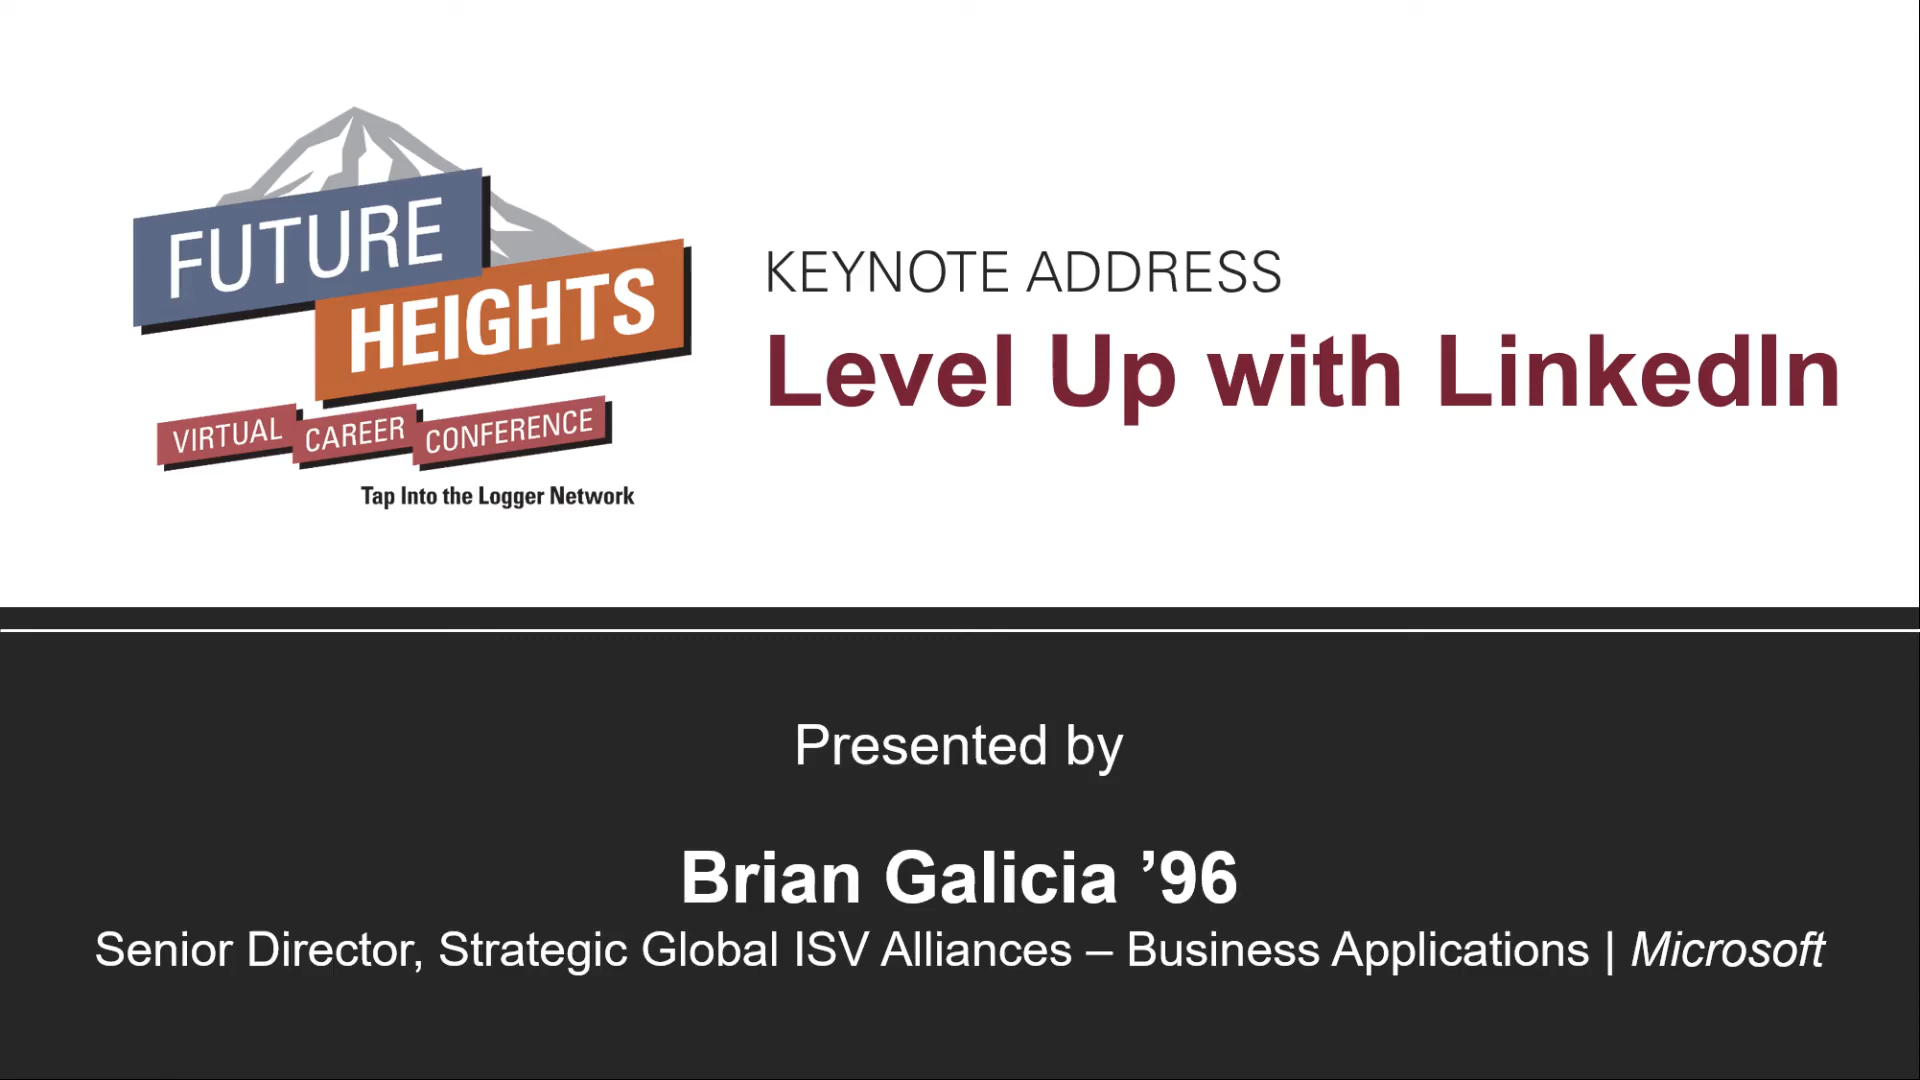 FUTURE
HEIGHTS
VIRTUAL CAREER CONFERENCE
Tap Into the Logger Network
KEYNOTE ADDRESS
Level Up with LinkedIn
Presented by
Brian Galicia ’96
Senior Director, Strategic Global ISV Alliances – Business Applications | Microsoft